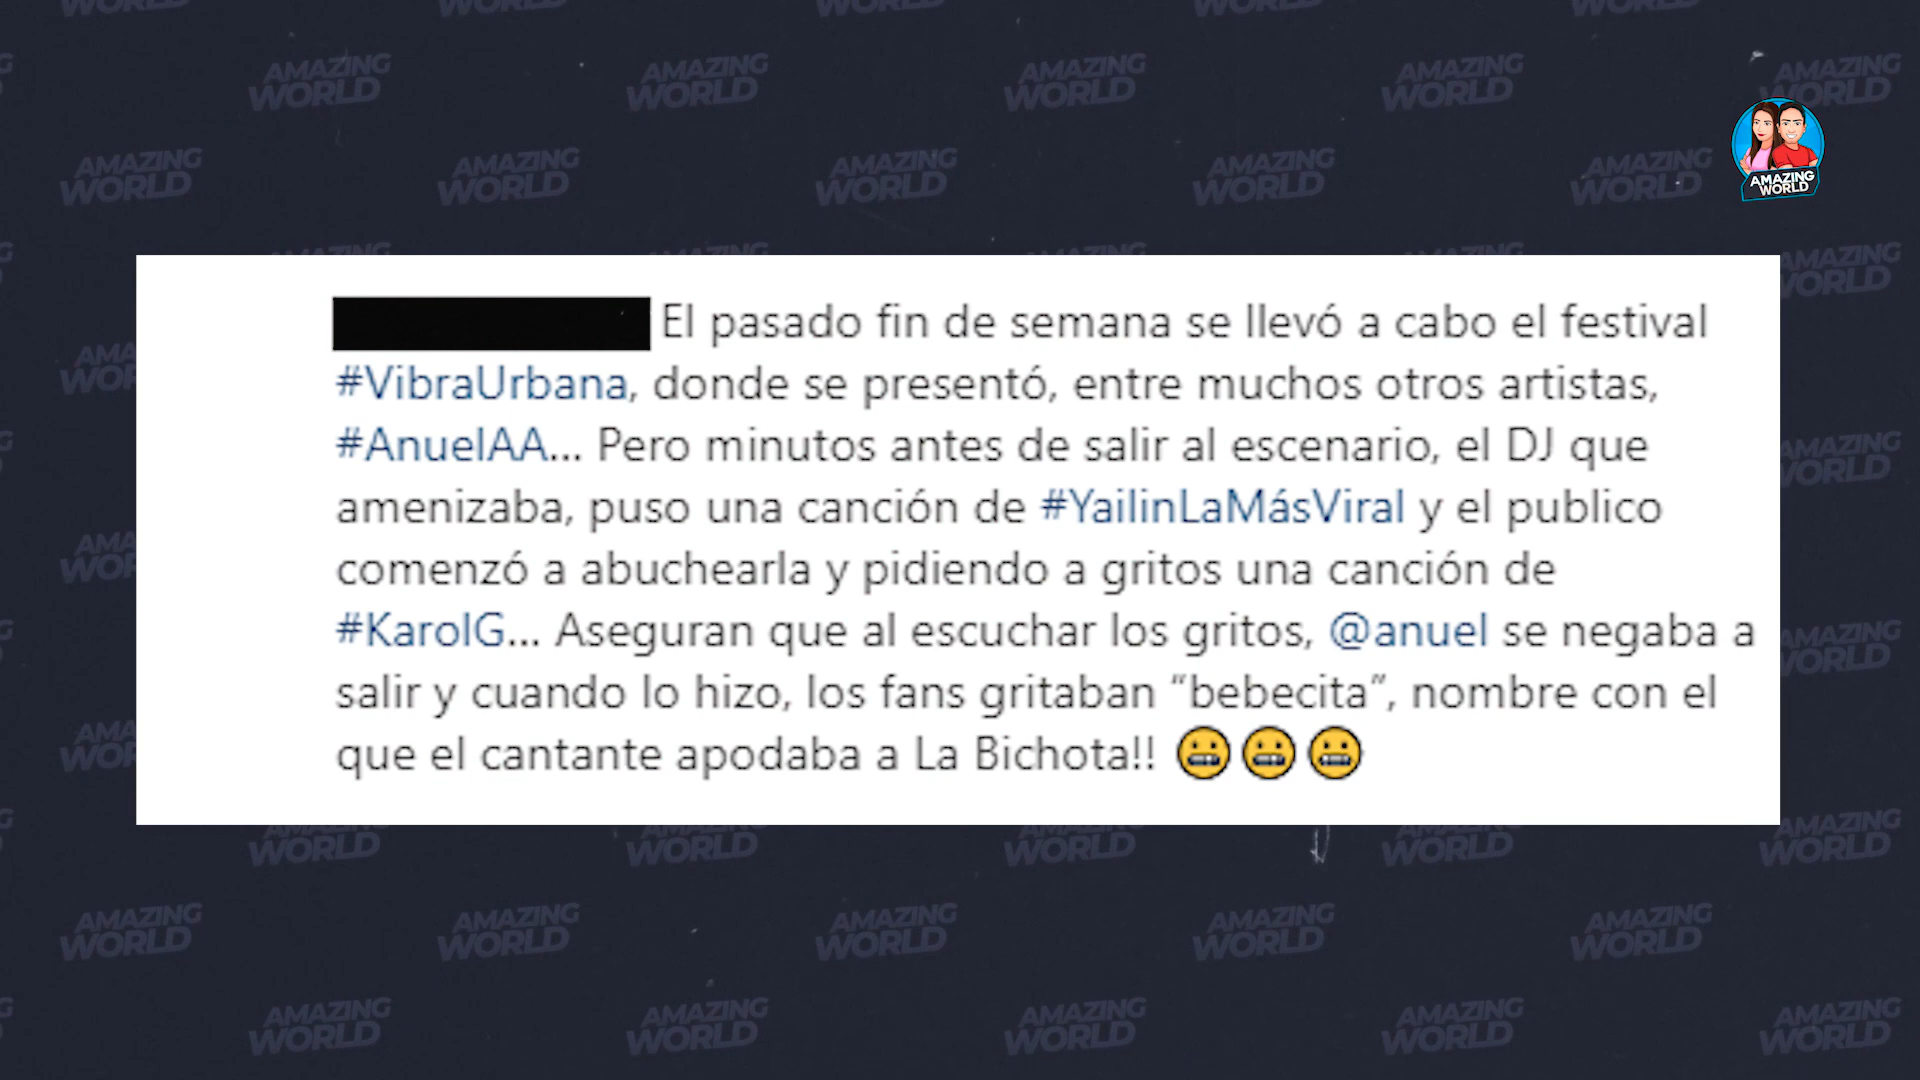 AMAZING
WORLD
El pasado fin de semana se llevó a cabo el festival
#VibraUrbana, donde se presentó, entre muchos otros artistas,
#AnuelAA... Pero minutos antes de salir al escenario, el DJ que
amenizaba, puso una canción de #YailinLaMásViral y el publico
comenzó a abuchearla y pidiendo a gritos una canción de
#KarolG... Aseguran que al escuchar los gritos, @anuel se negaba a
salir y cuando lo hizo, los fans gritaban “bebecita”, nombre con el
que el cantante apodaba a La Bichota!! 😬😬😬